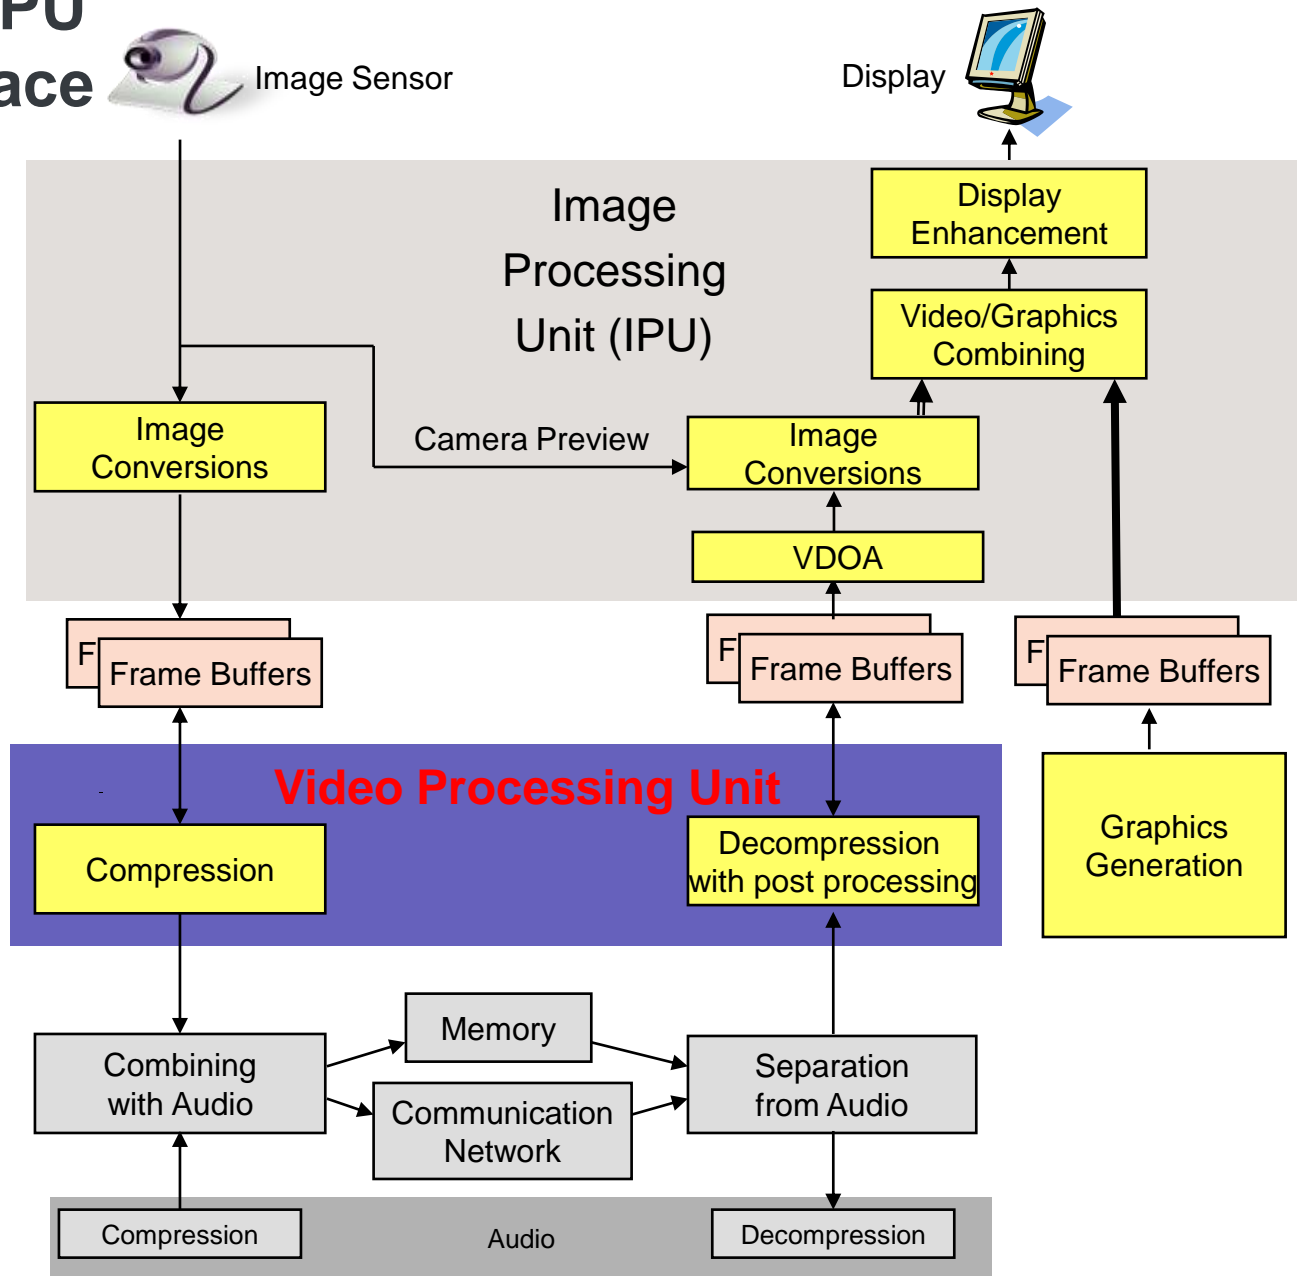 PU
ace
Image Sensor
Display
Image
Processing
Unit (IPU)
Display
Enhancement
Video/Graphics
Combining
Image
Conversions
Camera Preview
Image
Conversions
VDOA
F
Frame Buffers
F
Frame Buffers
F
Frame Buffers
Video Processing Unit
-
Compression
Decompression
with post processing
Graphics
Generation
Memory
Combining
with Audio
Communication
Network
Separation
from Audio
Compression
Audio
Decompression